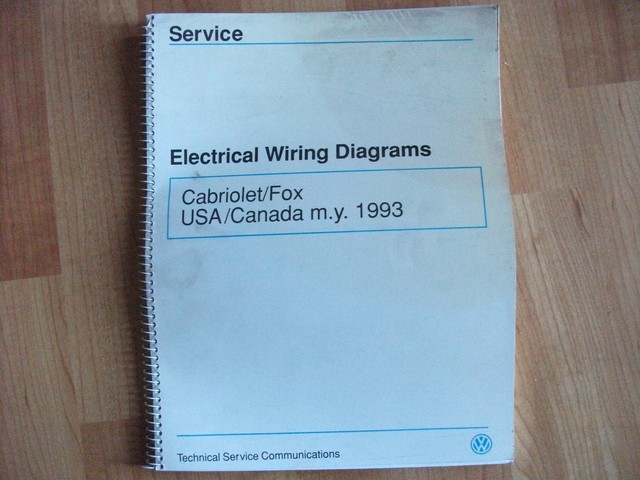 Service
Electrical Wiring Diagrams
Cabriolet/Fox
USA/Canada m.y. 1993
Technical Service Communications